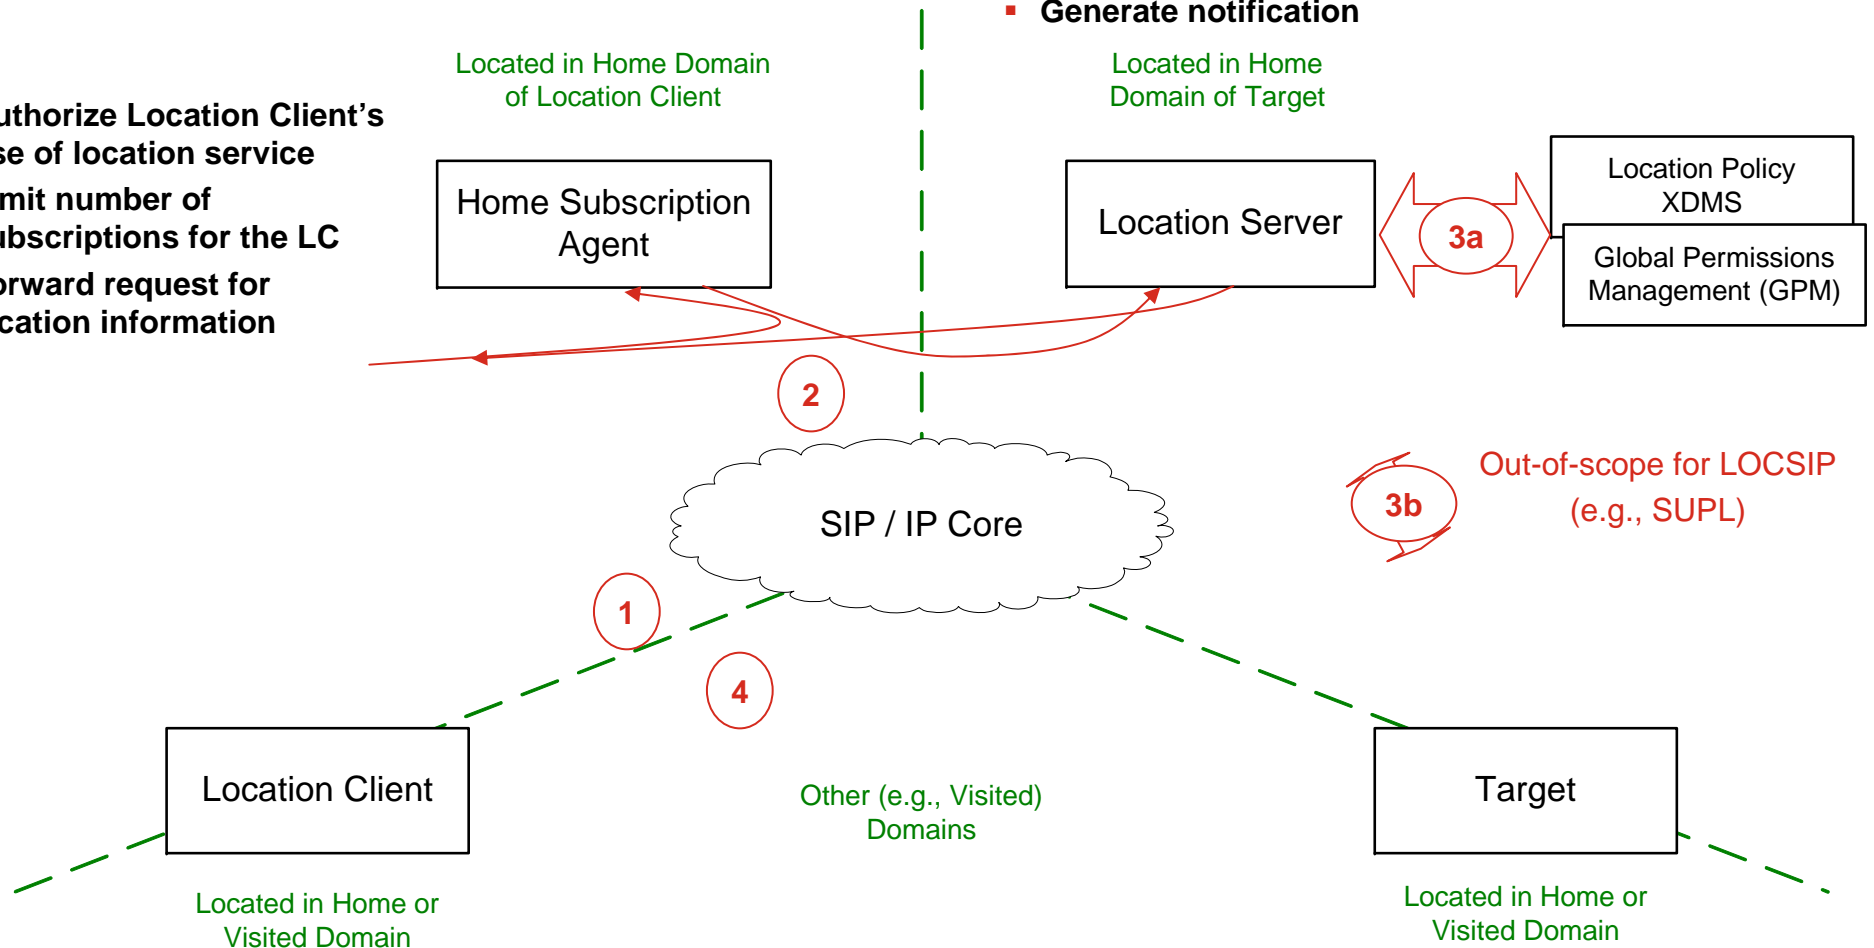 Generate notification
Located in Home Domain
of Location Client
Located in Home
Domain of Target
uthorize Location Client's
se of location service
mit number of
ubscriptions for the LC
orward request for
cation information
Home Subscription
Agent
Location Server
3a
Location Policy
XDMS
Global Permissions
Management (GPM)
2
SIP / IP Core
3b
Out-of-scope for LOCSIP
(e.g., SUPL)
1
4
Location Client
Other (e.g., Visited)
Domains
Target
Located in Home or
Visited Domain
Located in Home or
Visited Domain